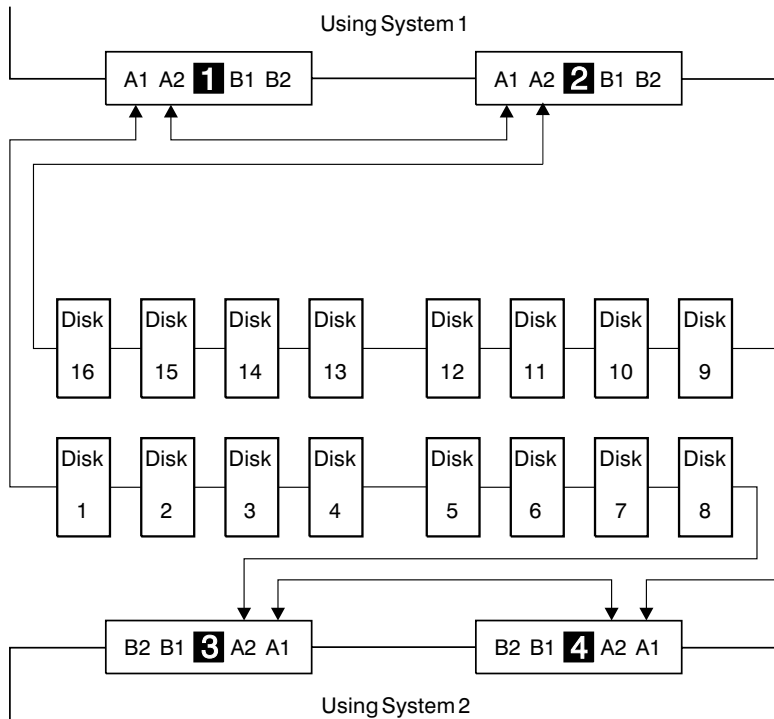 Using System 1
A1 A2 1 B1 B2
A1 A2 2 B1 B2
Disk 16
Disk 15
Disk 14
Disk 13
Disk 12
Disk 11
Disk 10
Disk 9
Disk 1
Disk 2
Disk 3
Disk 4
Disk 5
Disk 6
Disk 7
Disk 8
B2 B1 3 A2 A1
B2 B1 4 A2 A1
Using System 2